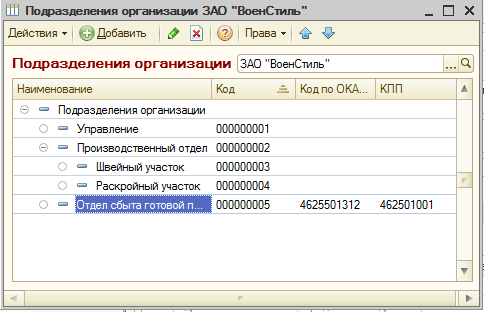 Подразделения организации ЗАО "ВоенСтиль"
Действия Добавить ? Права
Подразделения организации ЗАО "ВоенСтиль" ...
Наименование Код Код по ОКА... КПП
Подразделения организации
Управление 000000001
Производственный отдел 000000002
Швейный участок 000000003
Раскройный участок 000000004
Отдел сбыта готовой п... 000000005 4625501312 462501001